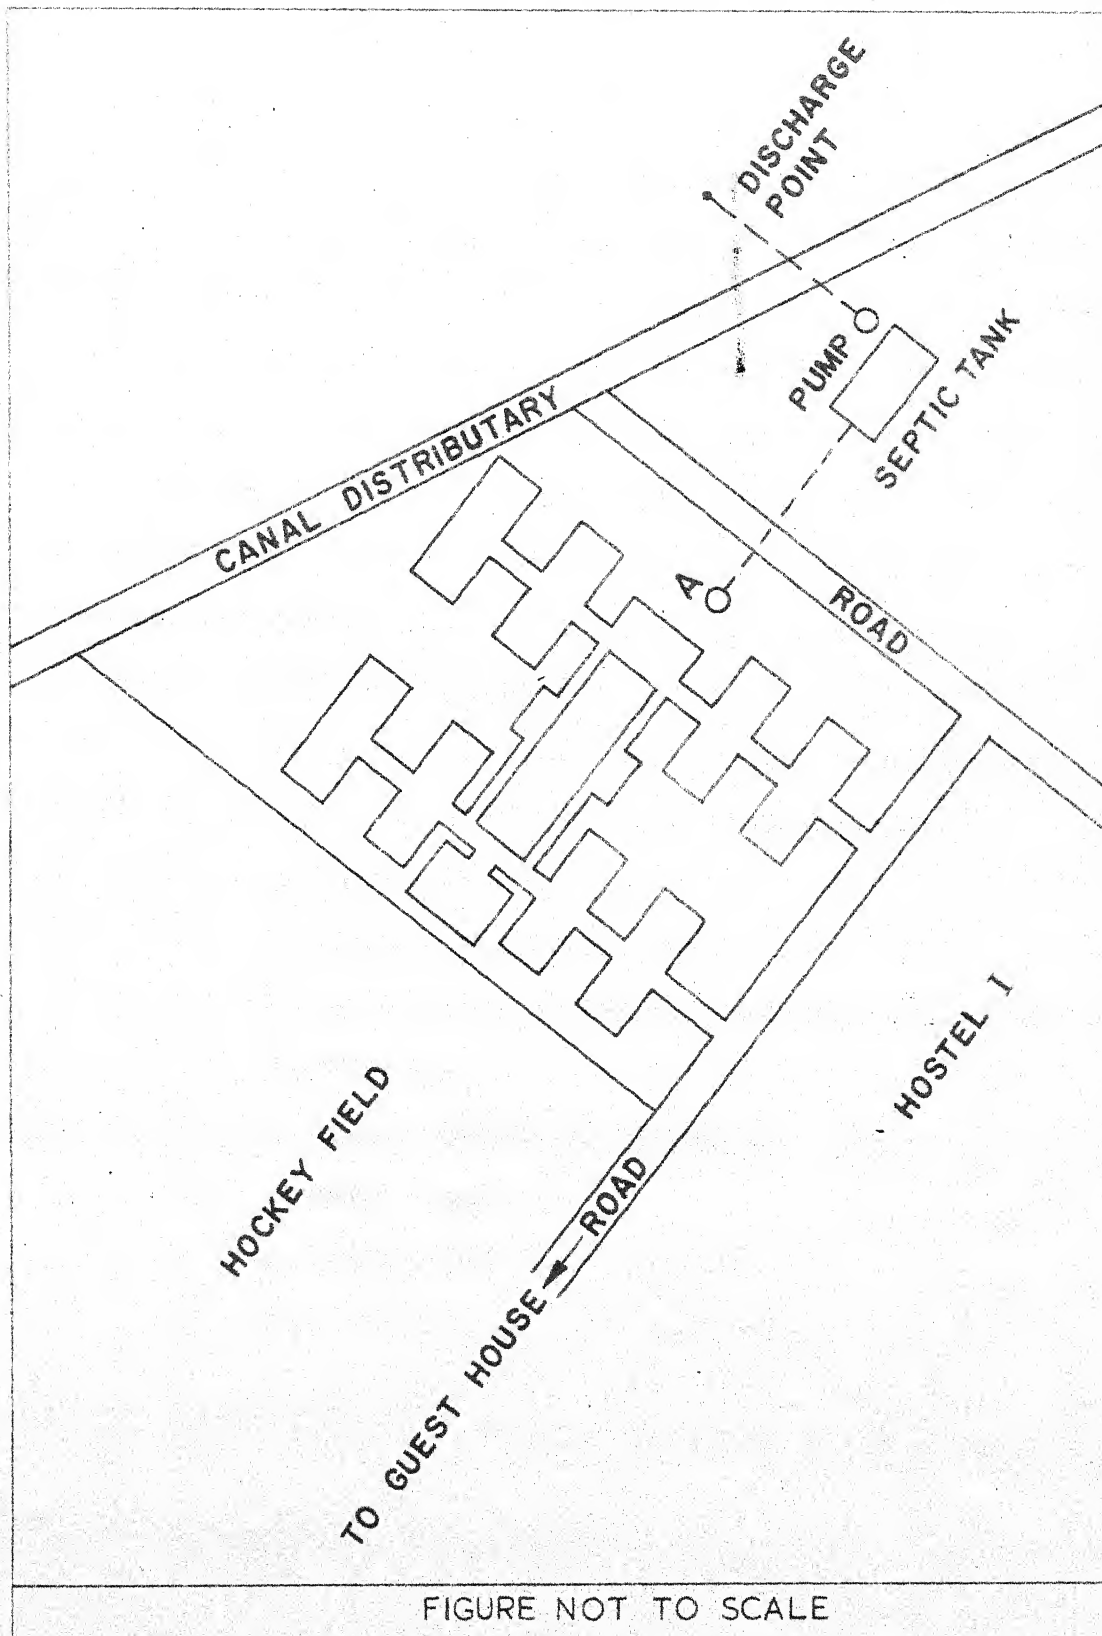 DISCHARGE
POINT
PUMP
SEPTIC TANK
CANAL DISTRIBUTARY
A
ROAD
HOSTEL I
HOCKEY FIELD
ROAD
TO GUEST HOUSE
FIGURE NOT TO SCALE